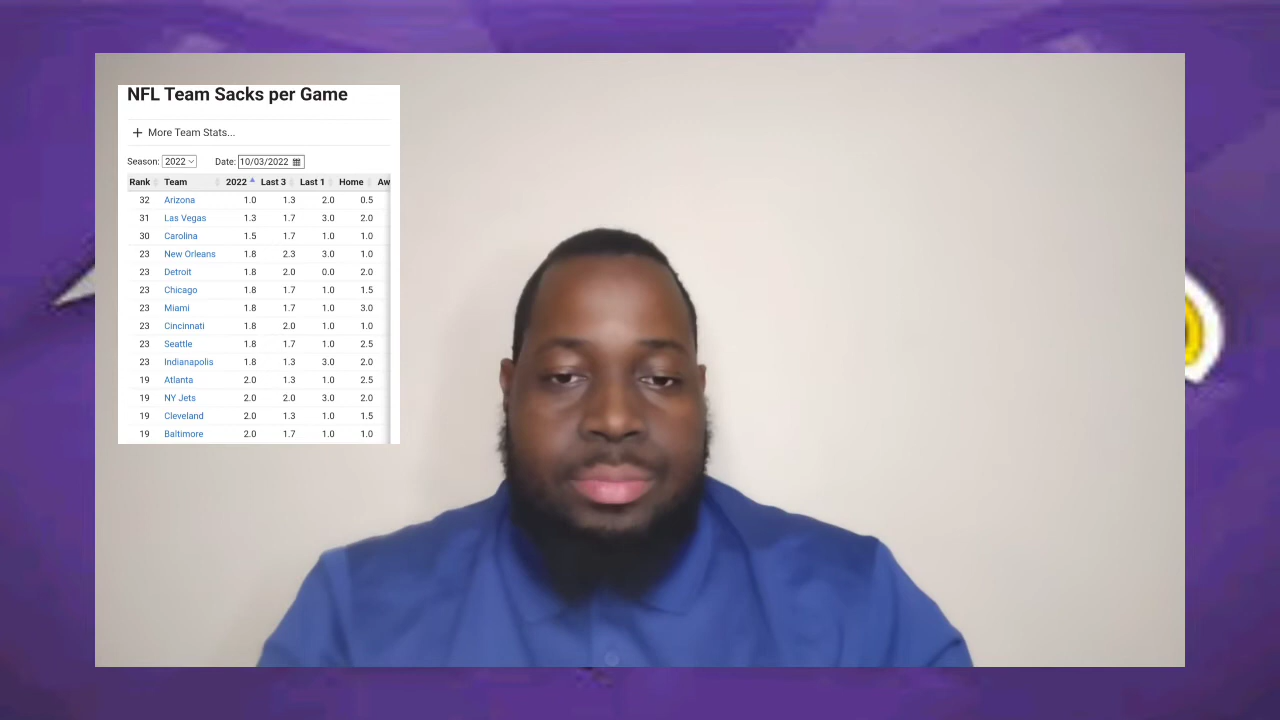 NFL Team Sacks per Game
+ More Team Stats...
Season: 2022 Date: 10/03/2022
Rank Team 2022 Last 3 Last 1 Home Aw
32 Arizona 1.0 1.3 2.0 0.5
31 Las Vegas 1.3 1.7 3.0 2.0
30 Carolina 1.5 1.7 1.0 1.0
23 New Orleans 1.8 2.3 3.0 1.0
23 Detroit 1.8 2.0 0.0 2.0
23 Chicago 1.8 1.7 1.0 1.5
23 Miami 1.8 1.7 1.0 3.0
23 Cincinnati 1.8 2.0 1.0 1.0
23 Seattle 1.8 1.7 1.0 2.5
23 Indianapolis 1.8 1.3 3.0 2.0
19 Atlanta 2.0 1.3 1.0 2.5
19 NY Jets 2.0 2.0 3.0 2.0
19 Cleveland 2.0 1.3 1.0 1.5
19 Baltimore 2.0 1.7 1.0 1.0